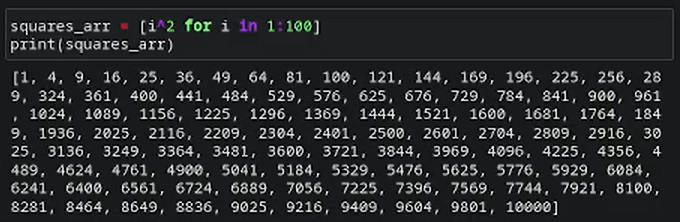 squares_arr = [i^2 for i in 1:100]
print(squares_arr)
[1, 4, 9, 16, 25, 36, 49, 64, 81, 100, 121, 144, 169, 196, 225, 256, 28
9, 324, 361, 400, 441, 484, 529, 576, 625, 676, 729, 784, 841, 900, 961
, 1024, 1089, 1156, 1225, 1296, 1369, 1444, 1521, 1600, 1681, 1764, 184
9, 1936, 2025, 2116, 2209, 2304, 2401, 2500, 2601, 2704, 2809, 2916, 30
25, 3136, 3249, 3364, 3481, 3600, 3721, 3844, 3969, 4096, 4225, 4356, 4
489, 4624, 4761, 4900, 5041, 5184, 5329, 5476, 5625, 5776, 5929, 6084,
6241, 6400, 6561, 6724, 6889, 7056, 7225, 7396, 7569, 7744, 7921, 8100,
8281, 8464, 8649, 8836, 9025, 9216, 9409, 9604, 9801, 10000]